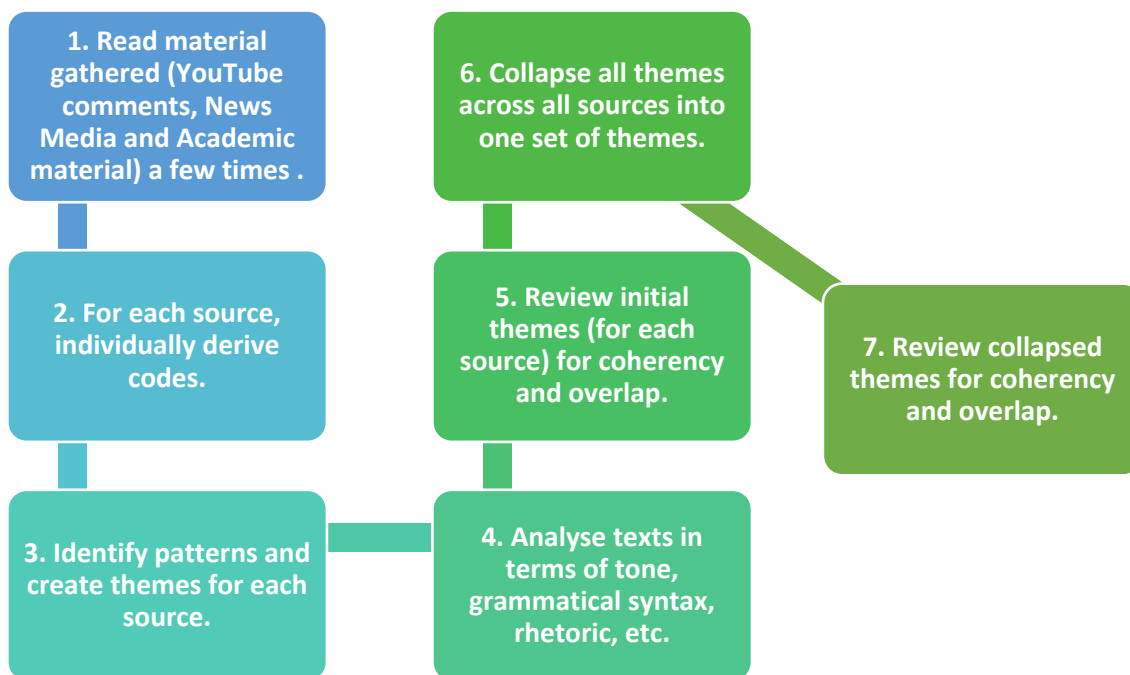 1. Read material
gathered (YouTube
comments, News
Media and Academic
material) a few times .
2. For each source,
individually derive
codes.
3. Identify patterns and
create themes for each
source.
4. Analyse texts in
terms of tone,
grammatical syntax,
rhetoric, etc.
5. Review initial
themes (for each
source) for coherency
and overlap.
6. Collapse all themes
across all sources into
one set of themes.
7. Review collapsed
themes for coherency
and overlap.